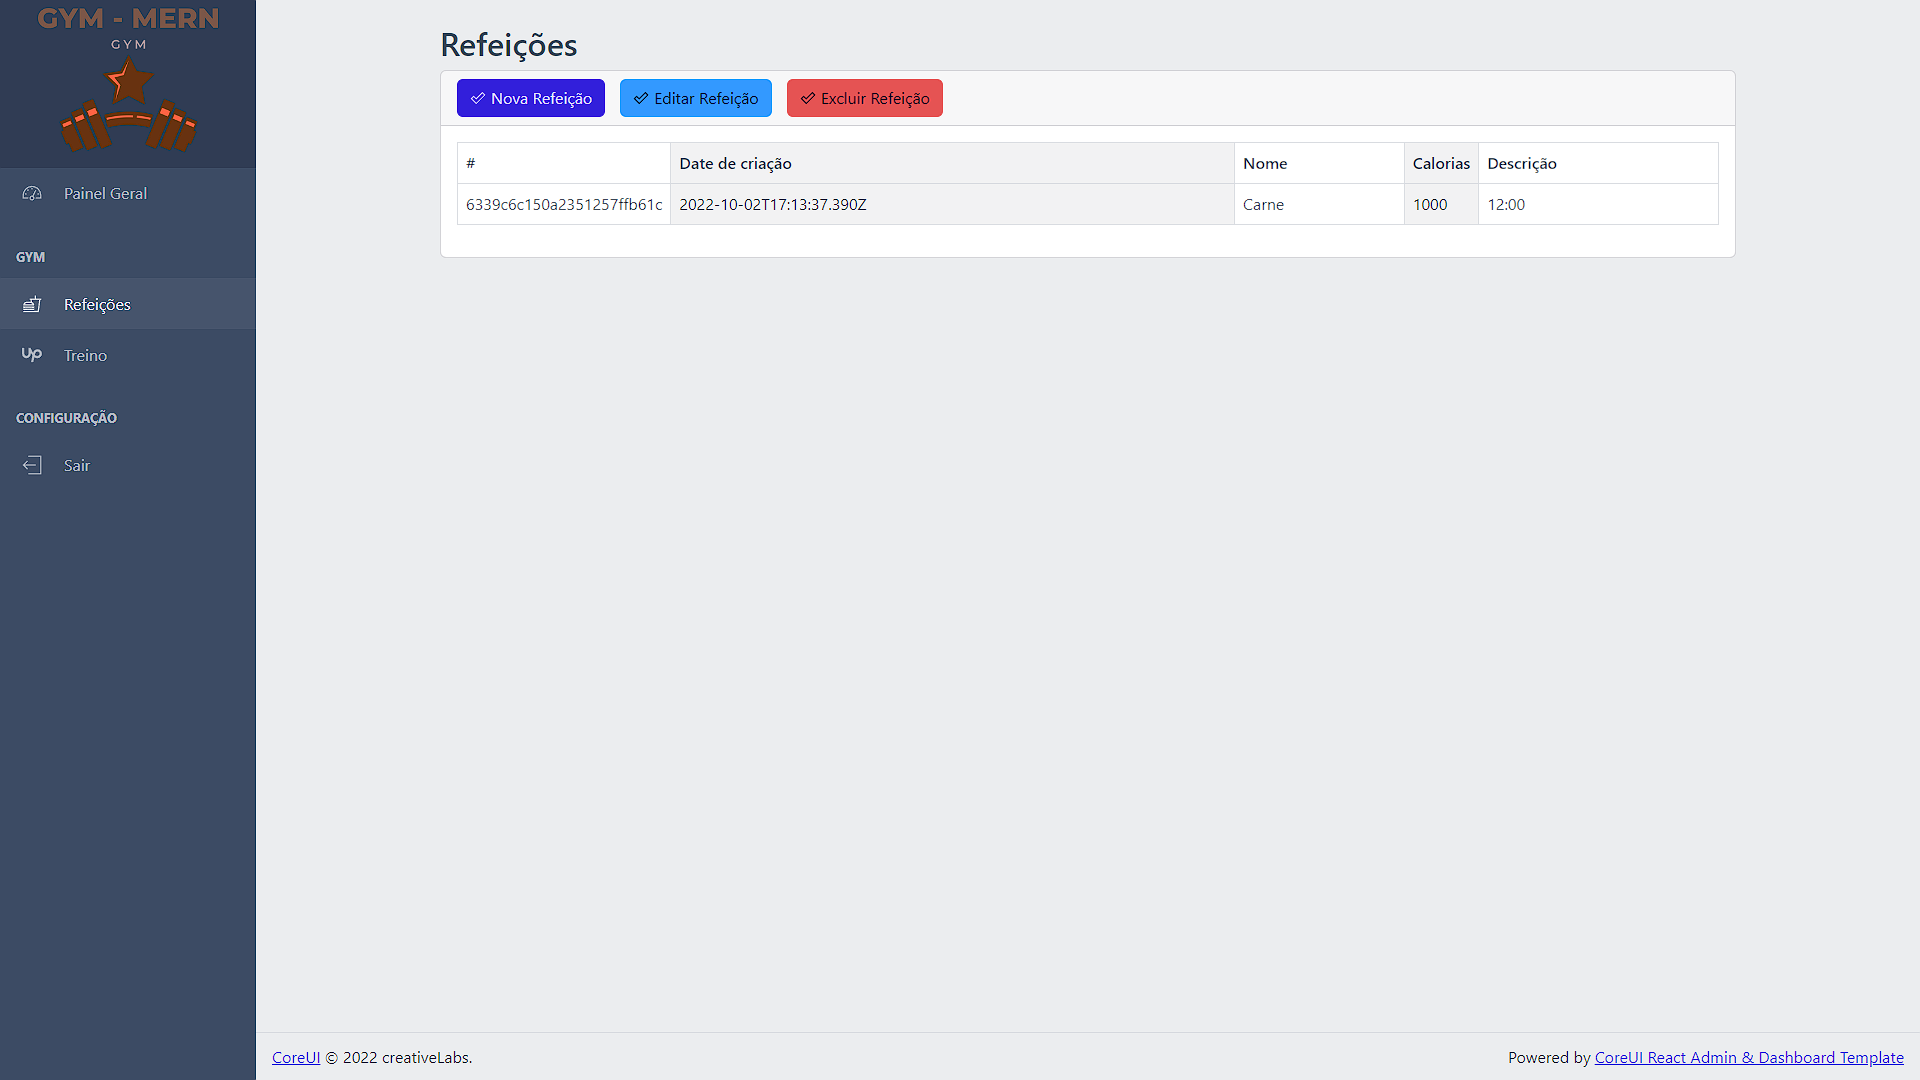 GYM - MERN
GYM
Painel Geral
GYM
Refeições
Treino
CONFIGURAÇÃO
Sair
Refeições
Nova Refeição Editar Refeição Excluir Refeição
# Date de criação Nome Calorias Descrição
6339c6c150a2351257ffb61c 2022-10-02T17:13:37.390Z Carne 1000 12:00
CoreUI © 2022 creativeLabs. Powered by CoreUI React Admin & Dashboard Template